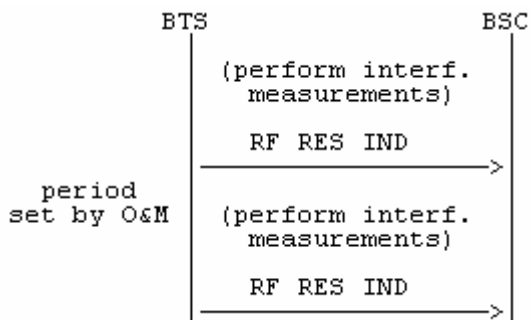 BTS BSC
(perform interf.
measurements)
RF RES IND
period
set by O&M
(perform interf.
measurements)
RF RES IND